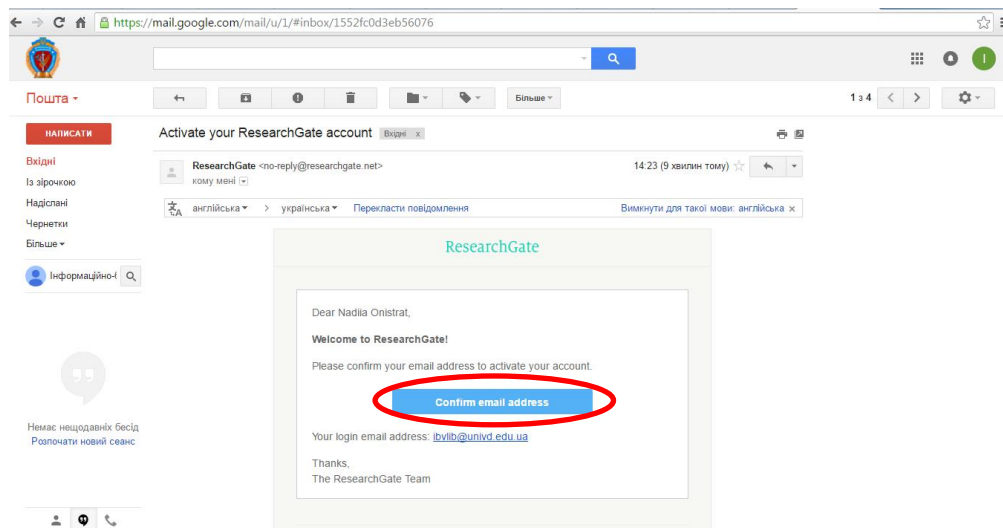 https://mail.google.com/mail/u/1/#inbox/1552fc0d3eb56076
І
Пошта
Більше
1 з 4
НАПИСАТИ
Activate your ResearchGate account Вхідні x
Вхідні
Із зірочкою
Надіслані
Чернетки
Більше
ResearchGate <no-reply@researchgate.net>
14:23 (9 хвилин тому)
кому мені
англійська > українська Перекласти повідомлення
Вимкнути для такої мови: англійська x
Інформаційно-
ResearchGate
Dear Nadiia Onistrat,
Welcome to ResearchGate!
Please confirm your email address to activate your account.
Confirm email address
Your login email address: ibvlib@univd.edu.ua
Thanks,
The ResearchGate Team
Немає нещодавніх бесід
Розпочати новий сеанс